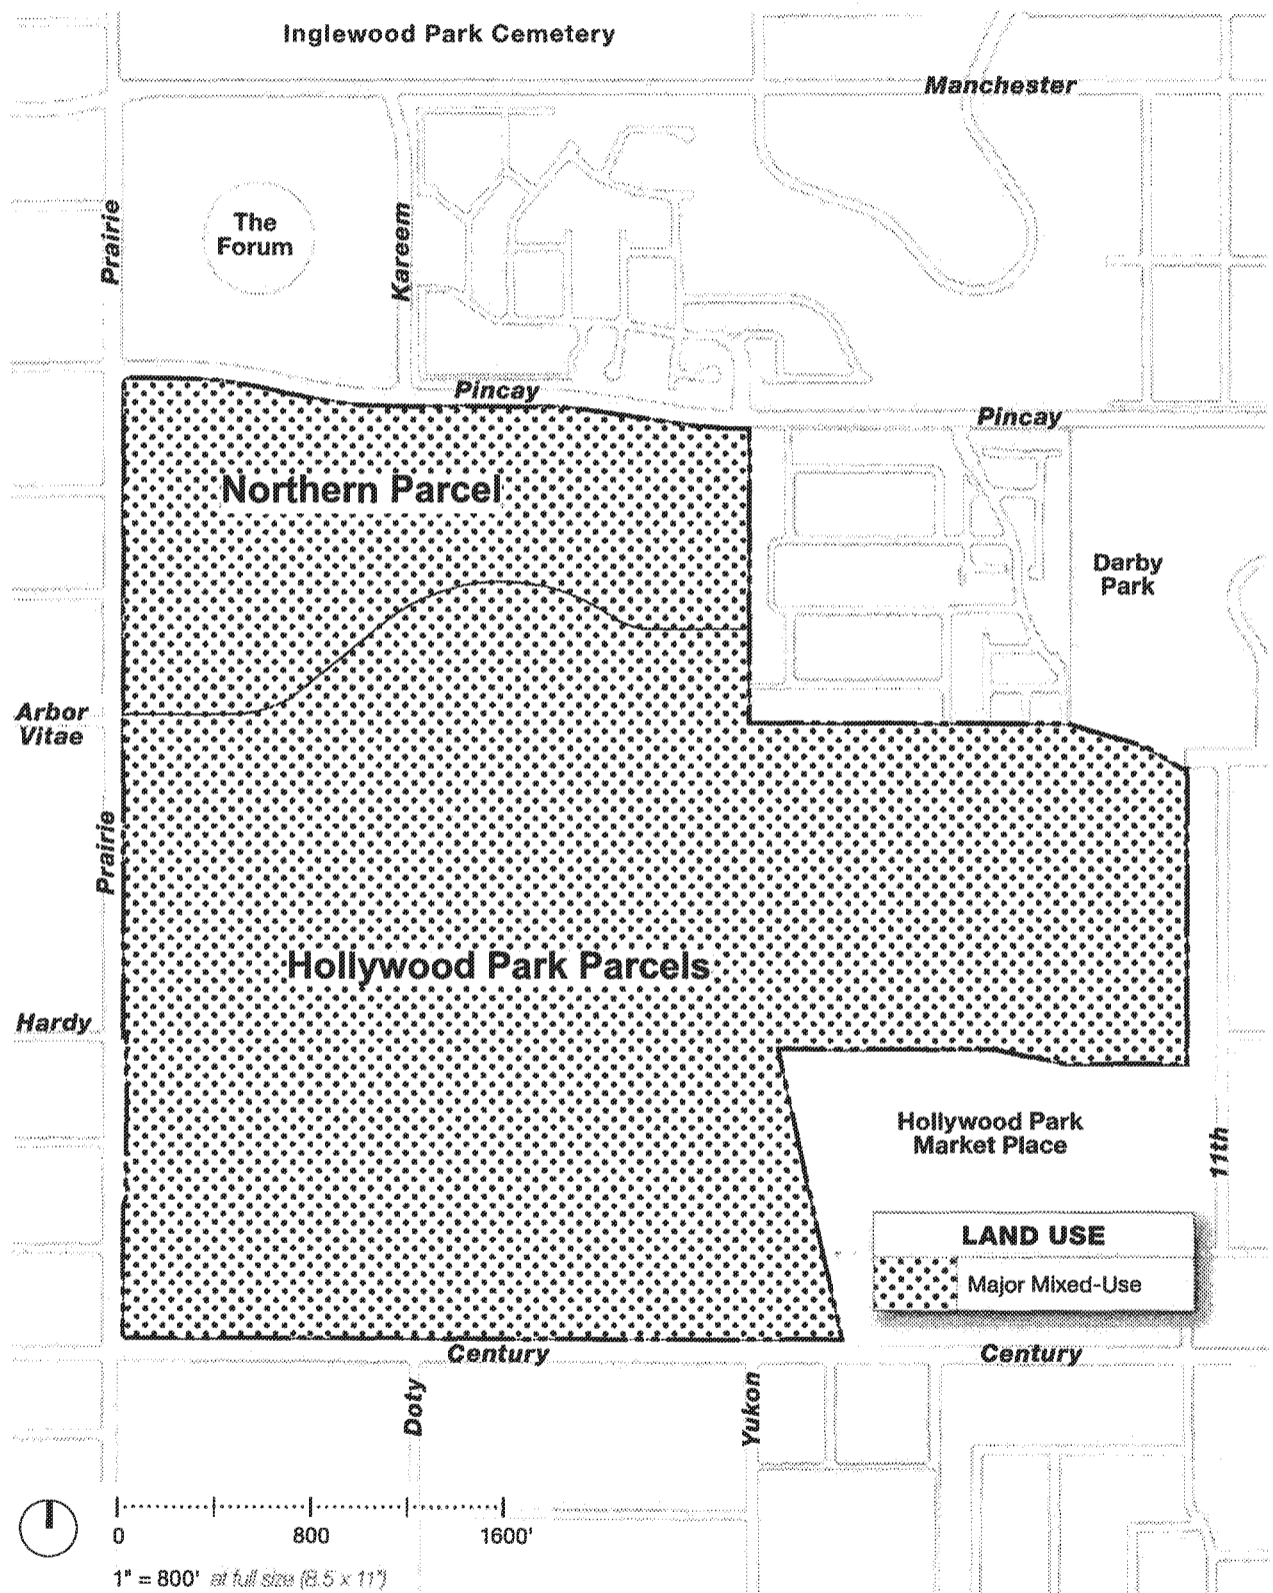 Inglewood Park Cemetery
Manchester
Prairie
The
Forum
Kareem
Pincay
Pincay
Northern Parcel
Darby
Park
Arbor
Vitae
Prairie
Hollywood Park Parcels
Hardy
Hollywood Park
Market Place
11th
LAND USE
Major Mixed-Use
Century
Century
Doty
Yukon
0
800
1600'
1" = 800' at full size (8.5 x 11")